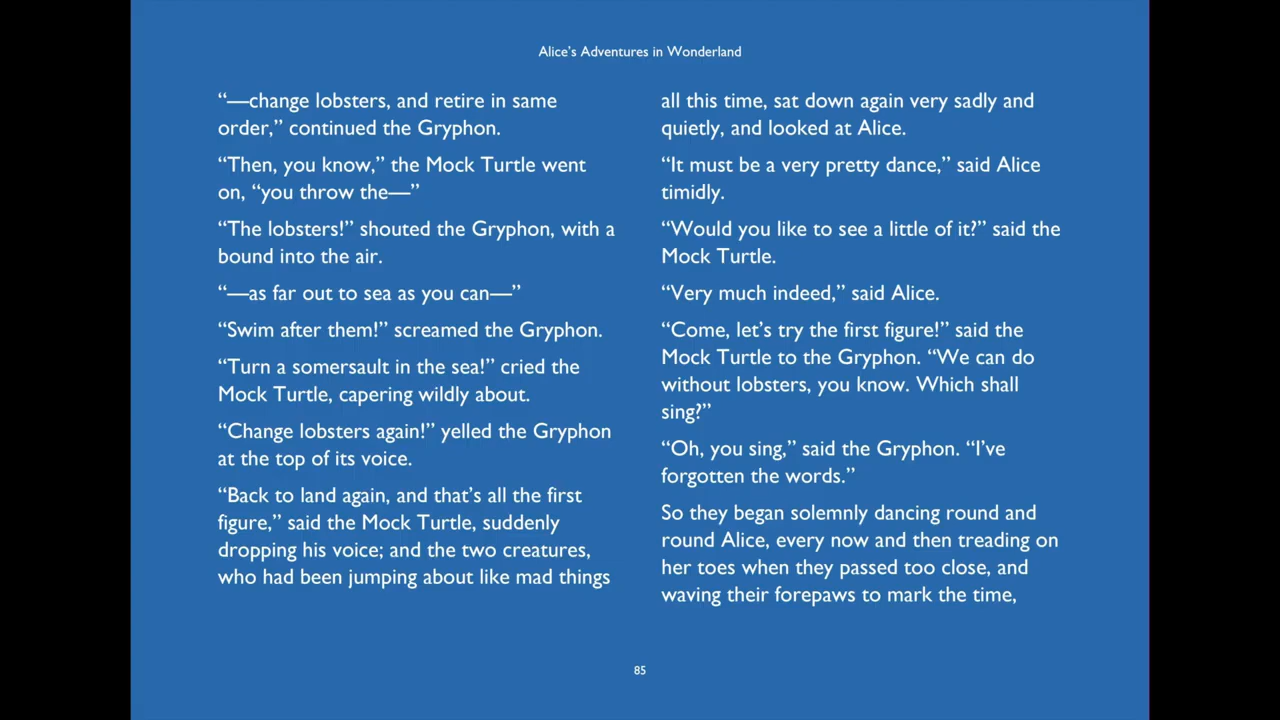 Alice’s Adventures in Wonderland
“—change lobsters, and retire in same
order,” continued the Gryphon.
“Then, you know,” the Mock Turtle went
on, “you throw the—”
“The lobsters!” shouted the Gryphon, with a
bound into the air.
“—as far out to sea as you can—”
“Swim after them!” screamed the Gryphon.
“Turn a somersault in the sea!” cried the
Mock Turtle, capering wildly about.
“Change lobsters again!” yelled the Gryphon
at the top of its voice.
“Back to land again, and that’s all the first
figure,” said the Mock Turtle, suddenly
dropping his voice; and the two creatures,
who had been jumping about like mad things
all this time, sat down again very sadly and
quietly, and looked at Alice.
“It must be a very pretty dance,” said Alice
timidly.
“Would you like to see a little of it?” said the
Mock Turtle.
“Very much indeed,” said Alice.
“Come, let’s try the first figure!” said the
Mock Turtle to the Gryphon. “We can do
without lobsters, you know. Which shall
sing?”
“Oh, you sing,” said the Gryphon. “I’ve
forgotten the words.”
So they began solemnly dancing round and
round Alice, every now and then treading on
her toes when they passed too close, and
waving their forepaws to mark the time,
85